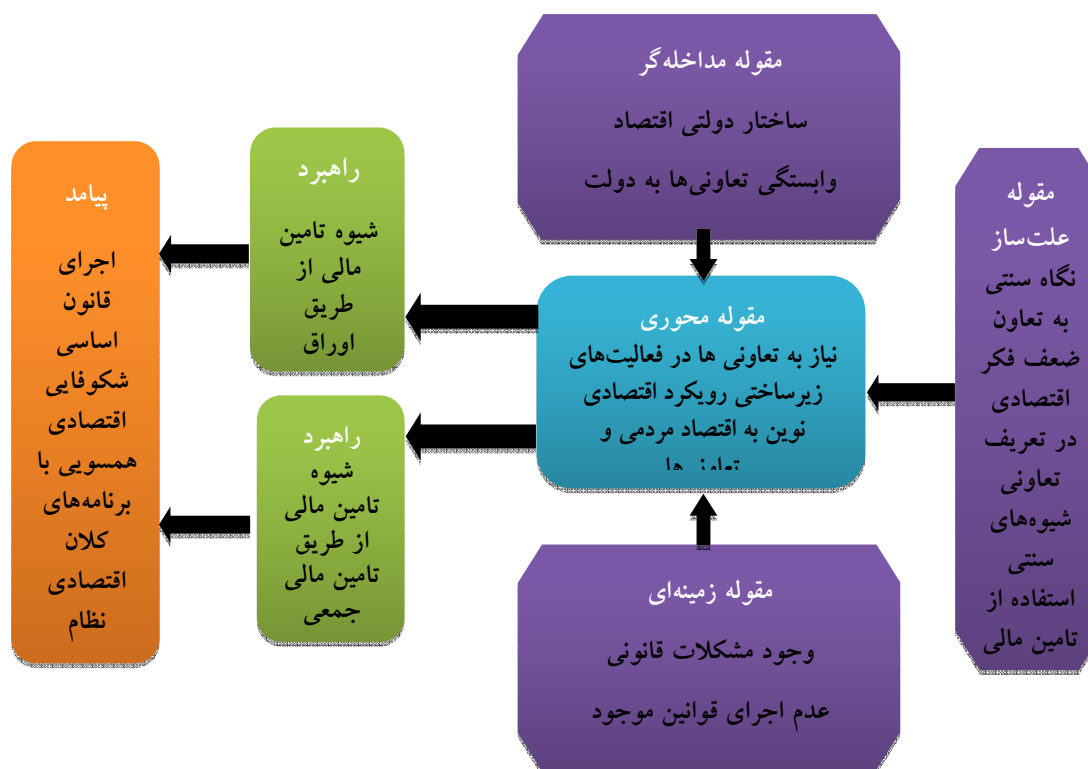 مقوله مداخله‌گر
ساختار دولتی اقتصاد
وابستگی تعاونی‌ها به دولت
مقوله
علت‌ساز
نگاه سنتی
به تعاون
ضعف فکر
اقتصادی
در تعریف
تعاونی
شیوه‌های
سنتی
استفاده از
تامین مالی
مقوله محوری
نیاز به تعاونی ها در فعالیت‌های
زیرساختی رویکرد اقتصادی
نوین به اقتصاد مردمی و
مقوله زمینه‌ای
وجود مشکلات قانونی
عدم اجرای قوانین موجود
راهبرد
شیوه تامین
مالی از
طریق
اوراق
راهبرد
شیوه
تامین مالی
از طریق
تامین مالی
جمعی
پیامد
اجرای
قانون
اساسی
شکوفایی
اقتصادی
همسویی با
برنامه‌های
کلان
اقتصادی
نظام